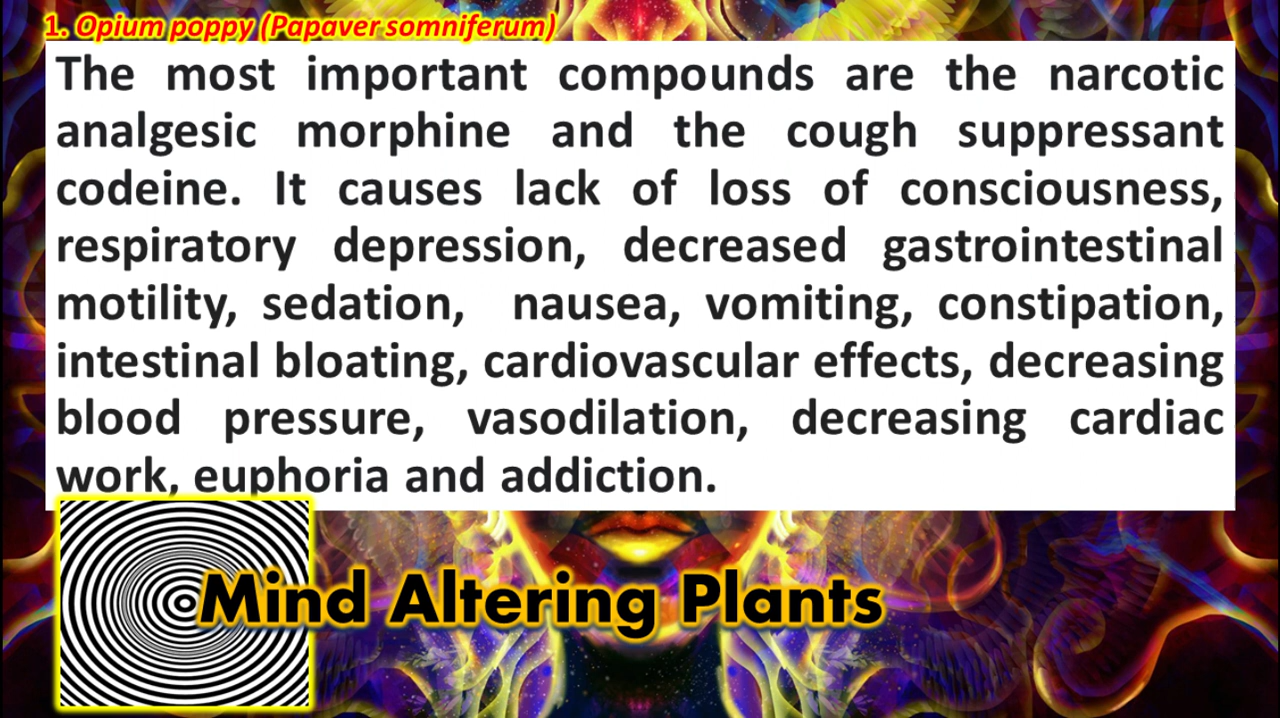 1. Opium poppy (Papaver somniferum)
The most important compounds are the narcotic
analgesic morphine and the cough suppressant
codeine. It causes lack of loss of consciousness,
respiratory depression, decreased gastrointestinal
motility, sedation, nausea, vomiting, constipation,
intestinal bloating, cardiovascular effects, decreasing
blood pressure, vasodilation, decreasing cardiac
work, euphoria and addiction.
Mind Altering Plants